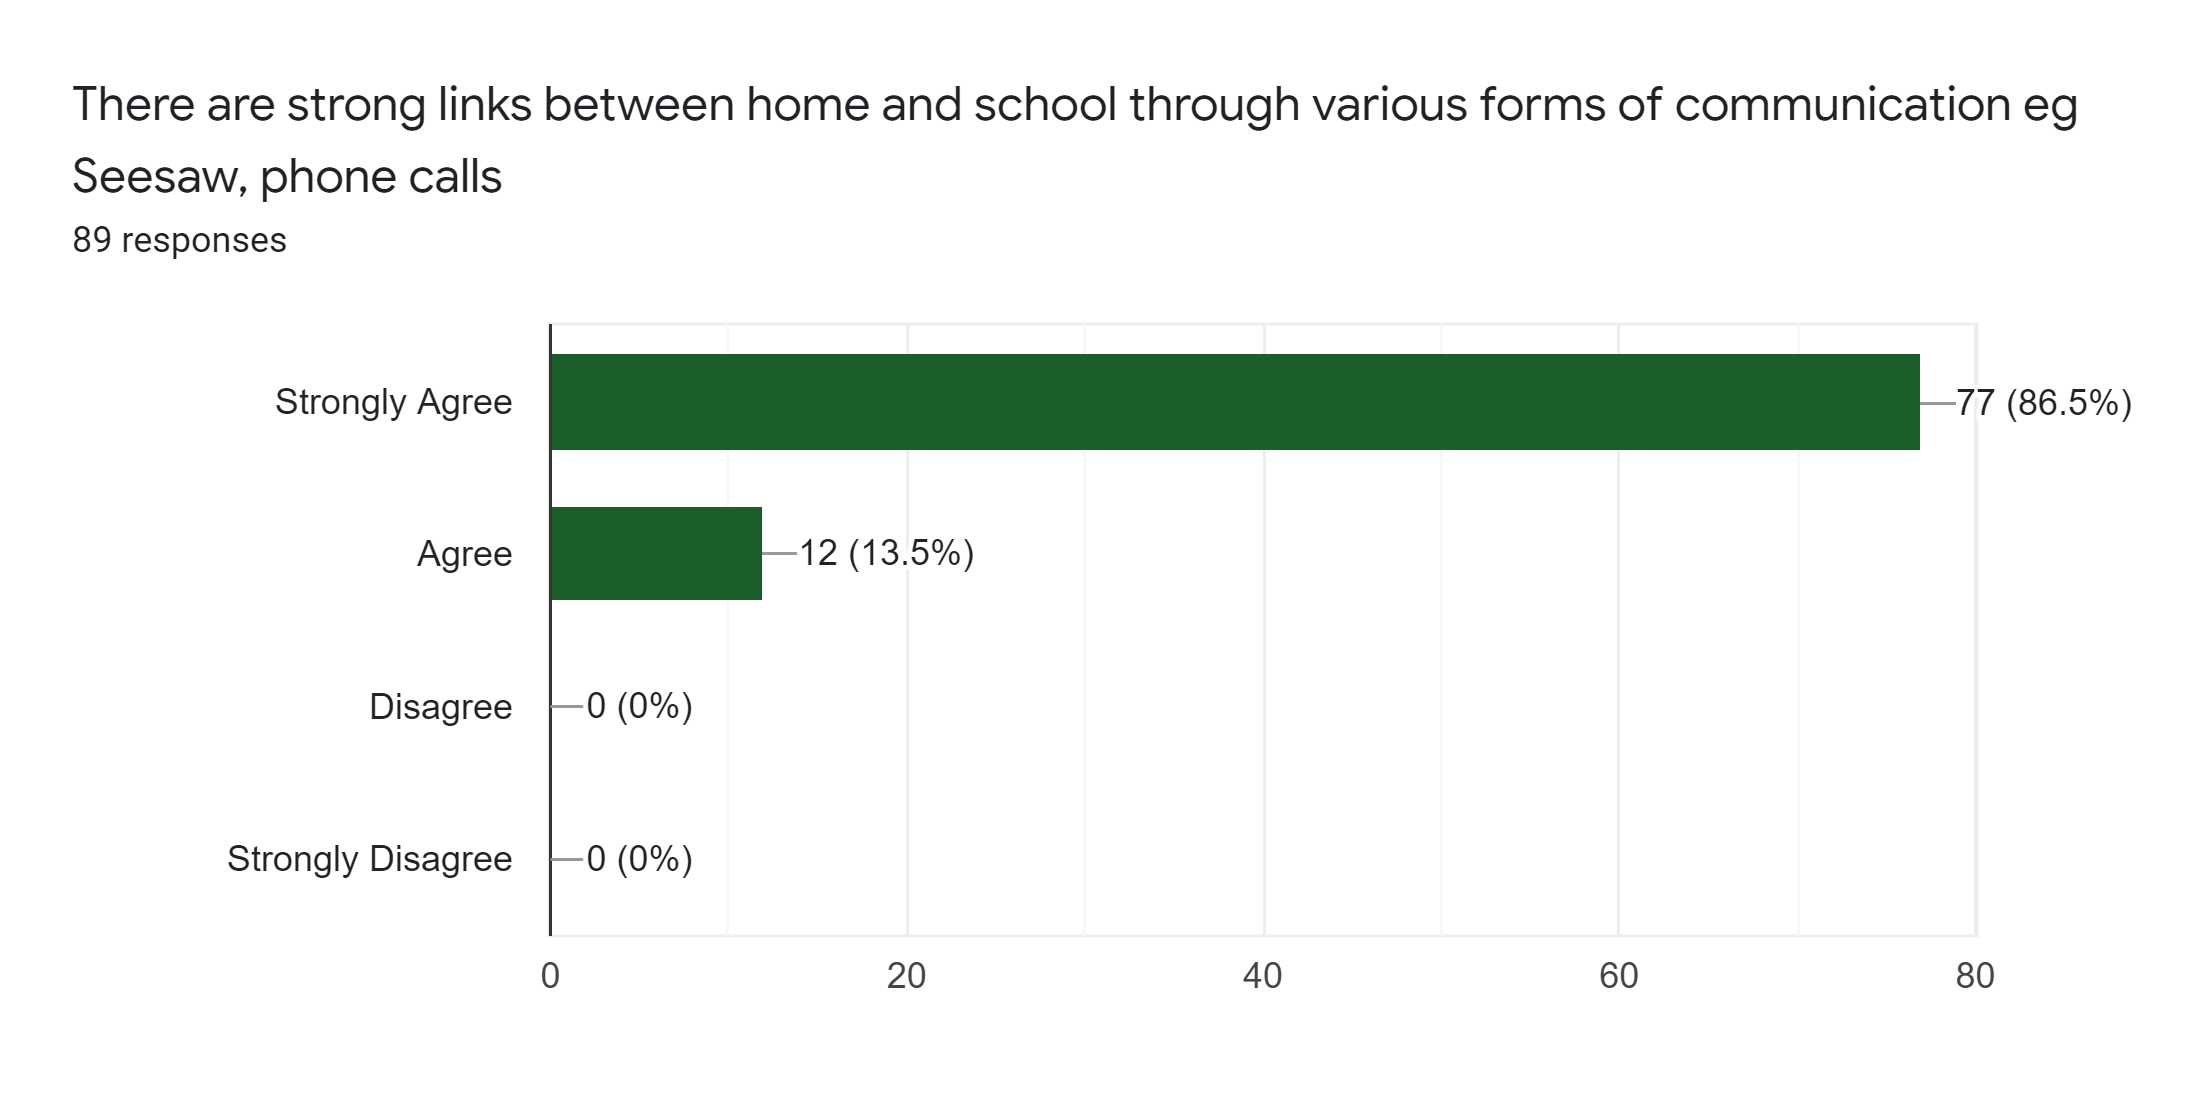 There are strong links between home and school through various forms of communication eg
Seesaw, phone calls
89 responses
Strongly Agree
77 (86.5%)
Agree
12 (13.5%)
Disagree
0 (0%)
Strongly Disagree
0 (0%)
0 20 40 60 80